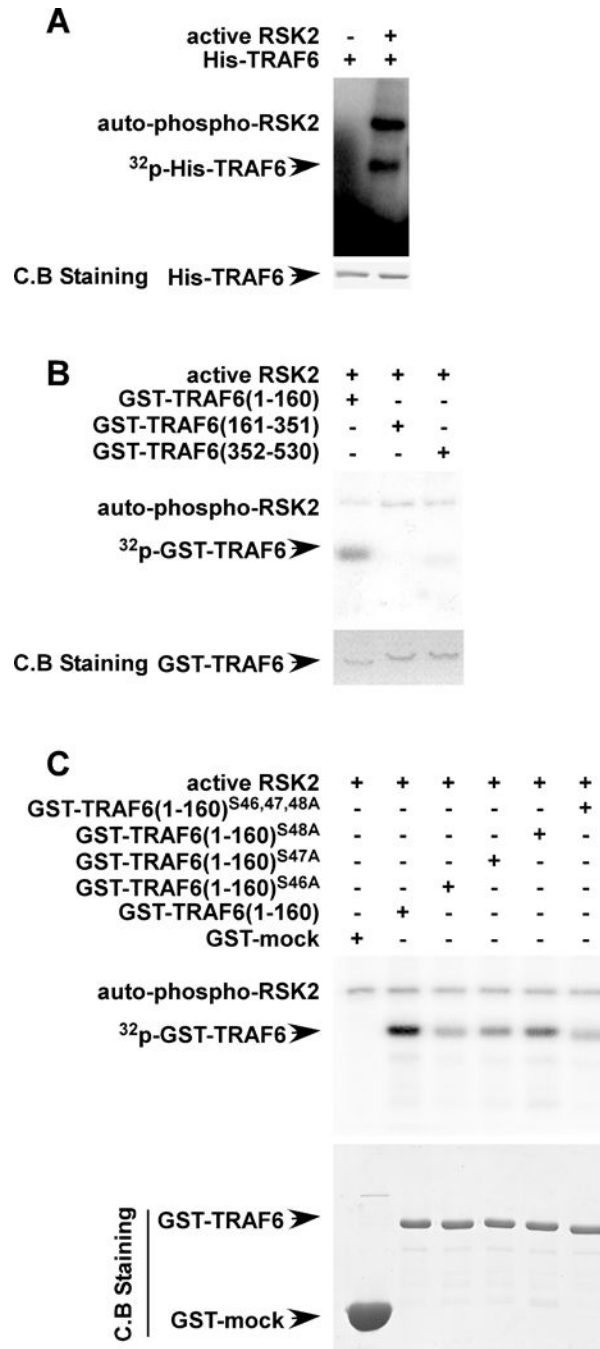 A
active RSK2 - +
His-TRAF6 + +
auto-phospho-RSK2
32p-His-TRAF6
C.B Staining His-TRAF6
B
active RSK2 + + +
GST-TRAF6(1-160) + - -
GST-TRAF6(161-351) - + -
GST-TRAF6(352-530) - - +
auto-phospho-RSK2
32p-GST-TRAF6
C.B Staining GST-TRAF6
C
active RSK2 + + + + + +
GST-TRAF6(1-160)S46,47,48A - - - - - +
GST-TRAF6(1-160)S48A - - - - + -
GST-TRAF6(1-160)S47A - - - + - -
GST-TRAF6(1-160)S46A - - + - - -
GST-TRAF6(1-160) - + - - - -
GST-mock + - - - - -
auto-phospho-RSK2
32p-GST-TRAF6
C.B Staining
GST-TRAF6
GST-mock